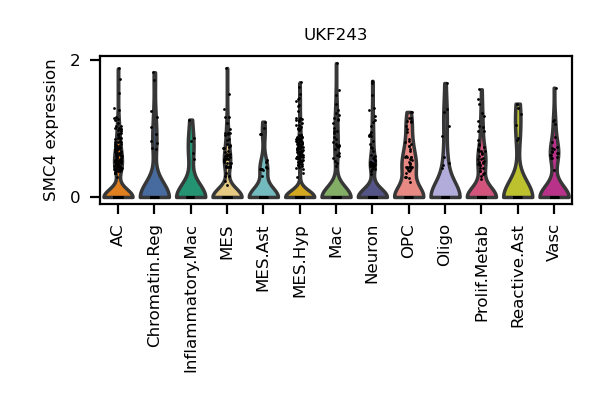 UKF243
SMC4 expression
2
0
AC
Chromatin.Reg
Inflammatory.Mac
MES
MES.Ast
MES.Hyp
Mac
Neuron
OPC
Oligo
Prolif.Metab
Reactive.Ast
Vasc